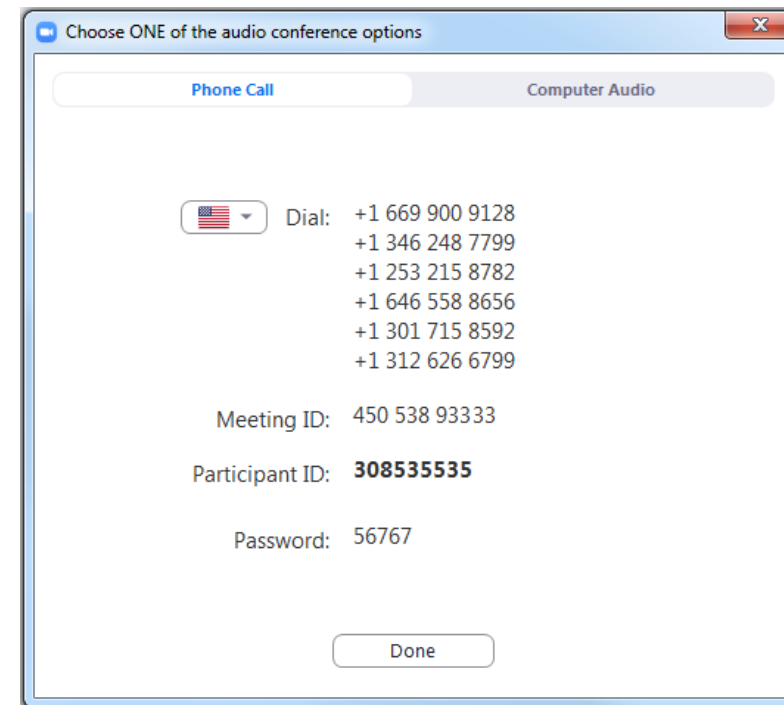 Choose ONE of the audio conference options
X
Phone Call Computer Audio
Dial: +1 669 900 9128
+1 346 248 7799
+1 253 215 8782
+1 646 558 8656
+1 301 715 8592
+1 312 626 6799
Meeting ID: 450 538 93333
Participant ID: 308535535
Password: 56767
Done